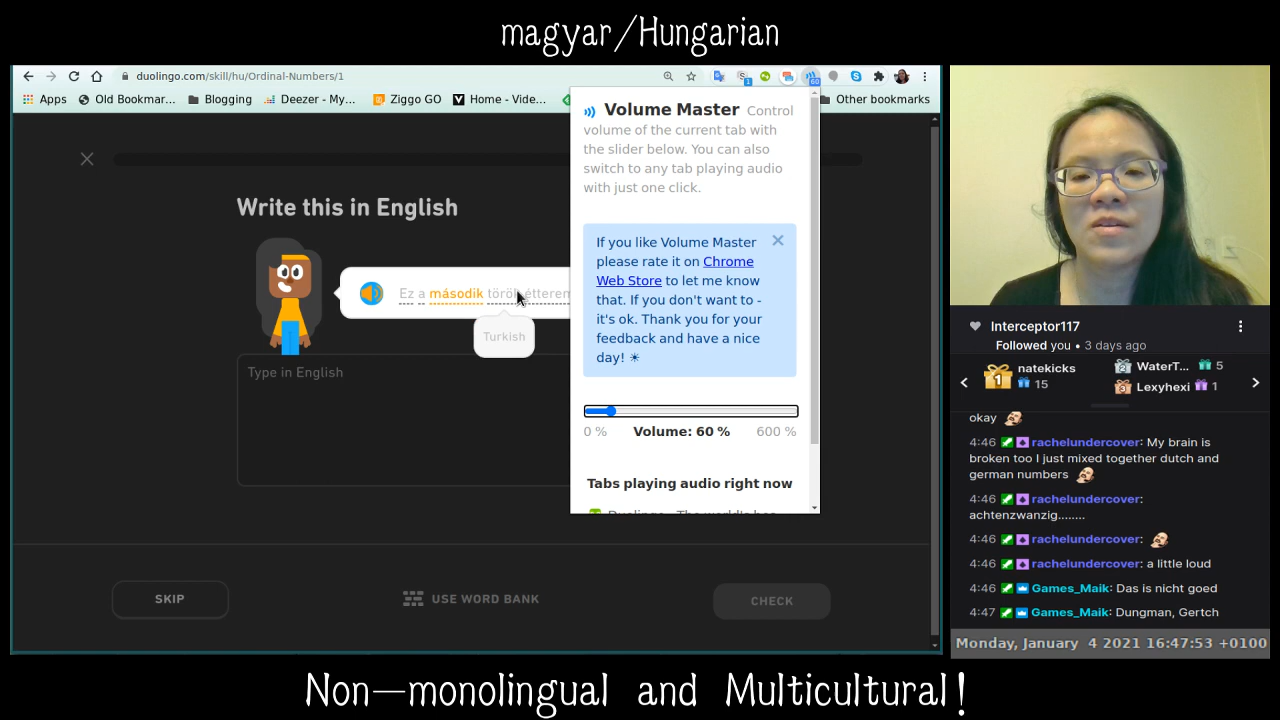 magyar/Hungarian
duolingo.com/skill/hu/Ordinal-Numbers/1
Apps
Old Bookmar...
Blogging
Deezer - My...
Ziggo GO
Home - Vide...
Other bookmarks
1
60
Write this in English
Ez a második török étterem
Turkish
Type in English
SKIP
USE WORD BANK
CHECK
Volume Master Control
volume of the current tab with
the slider below. You can also
switch to any tab playing audio
with just one click.
If you like Volume Master
please rate it on Chrome
Web Store to let me know
that. If you don't want to -
it's ok. Thank you for your
feedback and have a nice
day! ☀
0 % Volume: 60 % 600 %
Tabs playing audio right now
Interceptor117
Followed you • 3 days ago
1 natekicks
15
2 WaterT... 5
3 Lexyhexi 1
okay
4:46 rachelundercover: My brain is
broken too I just mixed together dutch and
german numbers
4:46 rachelundercover:
achtenzwanzig........
4:46 rachelundercover:
4:46 rachelundercover: a little loud
4:46 Games_Maik: Das is nicht goed
4:47 Games_Maik: Dungman, Gertch
Monday, January 4 2021 16:47:53 +0100
Non-monolingual and Multicultural!